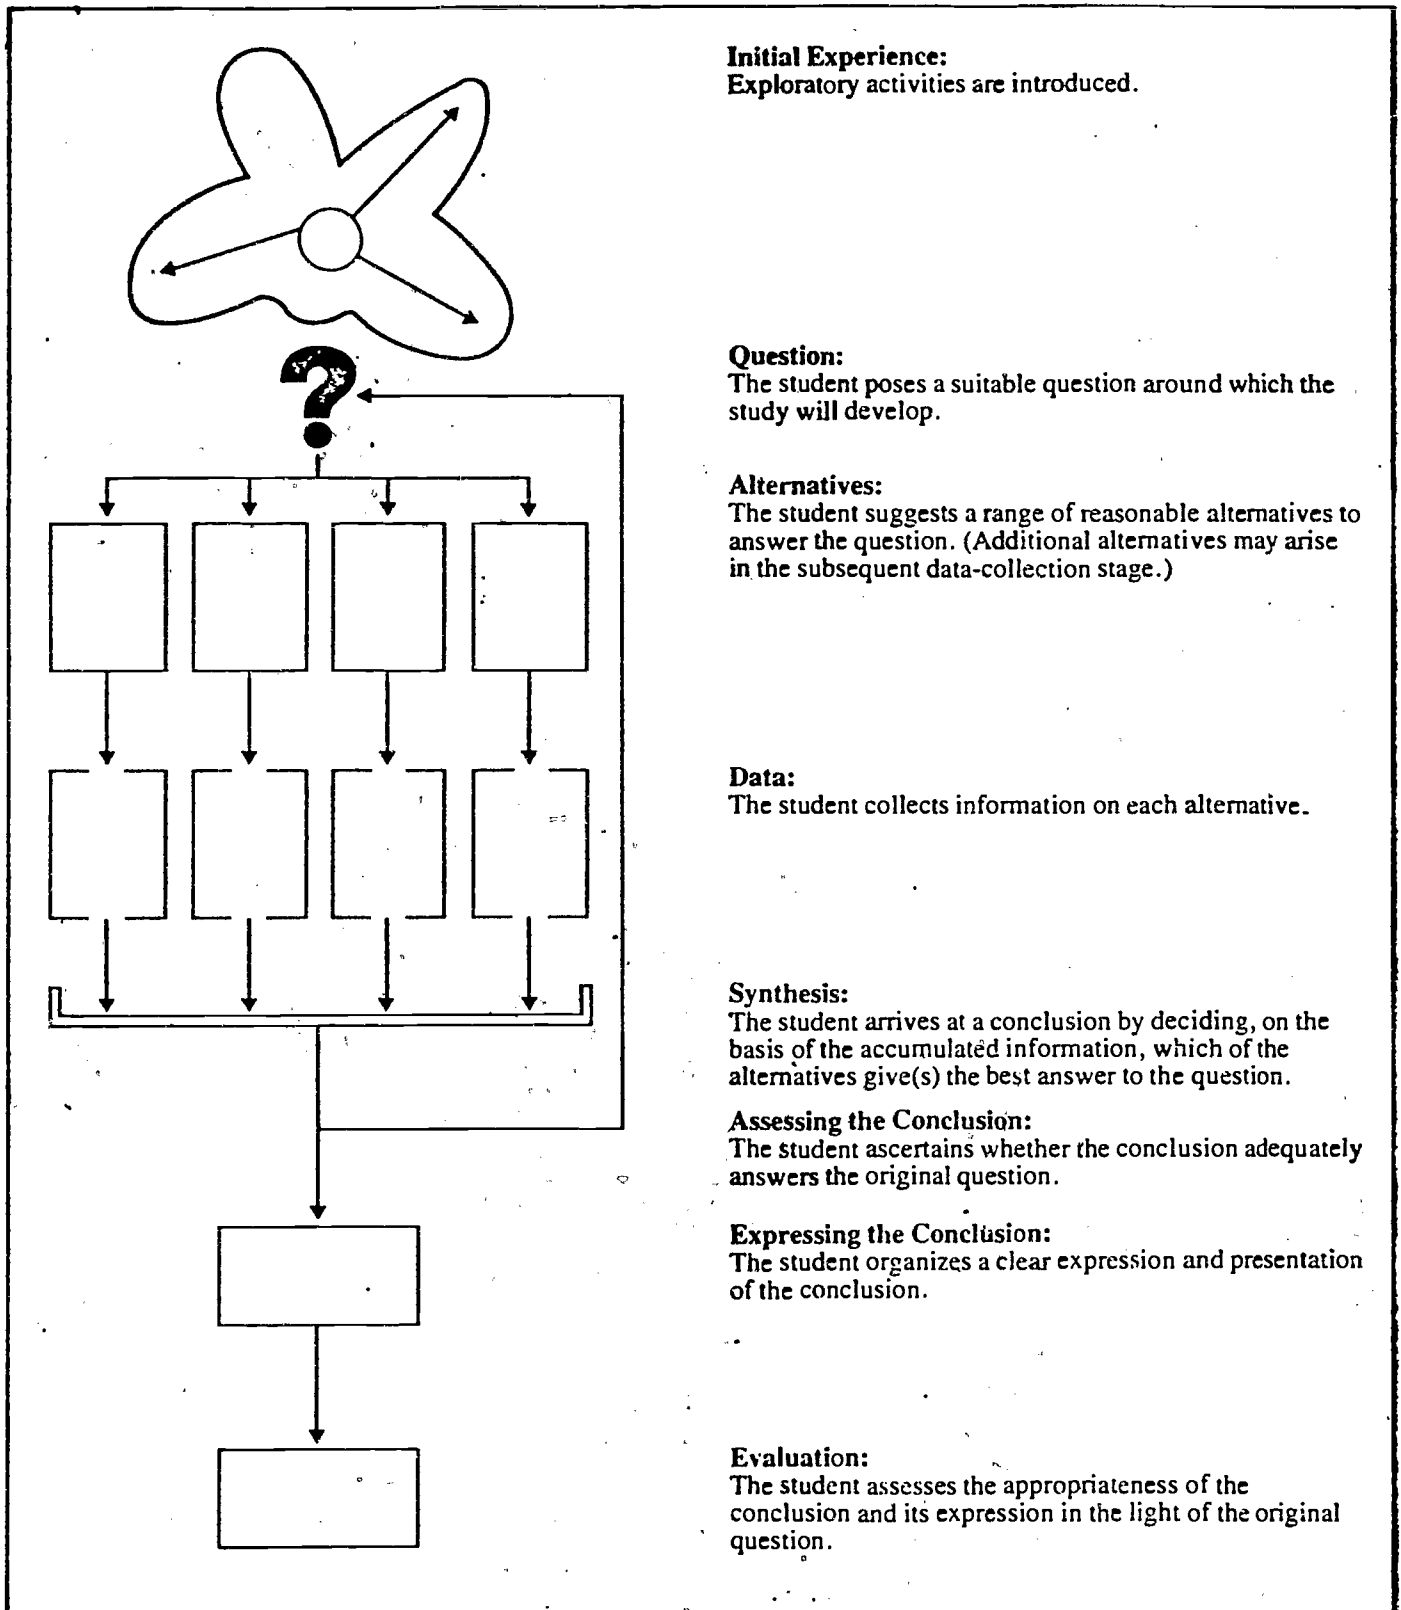 Initial Experience:
Exploratory activities are introduced.
?
Question:
The student poses a suitable question around which the
study will develop.
Alternatives:
The student suggests a range of reasonable alternatives to
answer the question. (Additional alternatives may arise
in the subsequent data-collection stage.)
Data:
The student collects information on each alternative.
Synthesis:
The student arrives at a conclusion by deciding, on the
basis of the accumulated information, which of the
alternatives give(s) the best answer to the question.
Assessing the Conclusion:
The student ascertains whether the conclusion adequately
answers the original question.
Expressing the Conclusion:
The student organizes a clear expression and presentation
of the conclusion.
Evaluation:
The student assesses the appropriateness of the
conclusion and its expression in the light of the original
question.